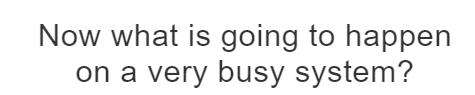 Now what is going to happen
on a very busy system?